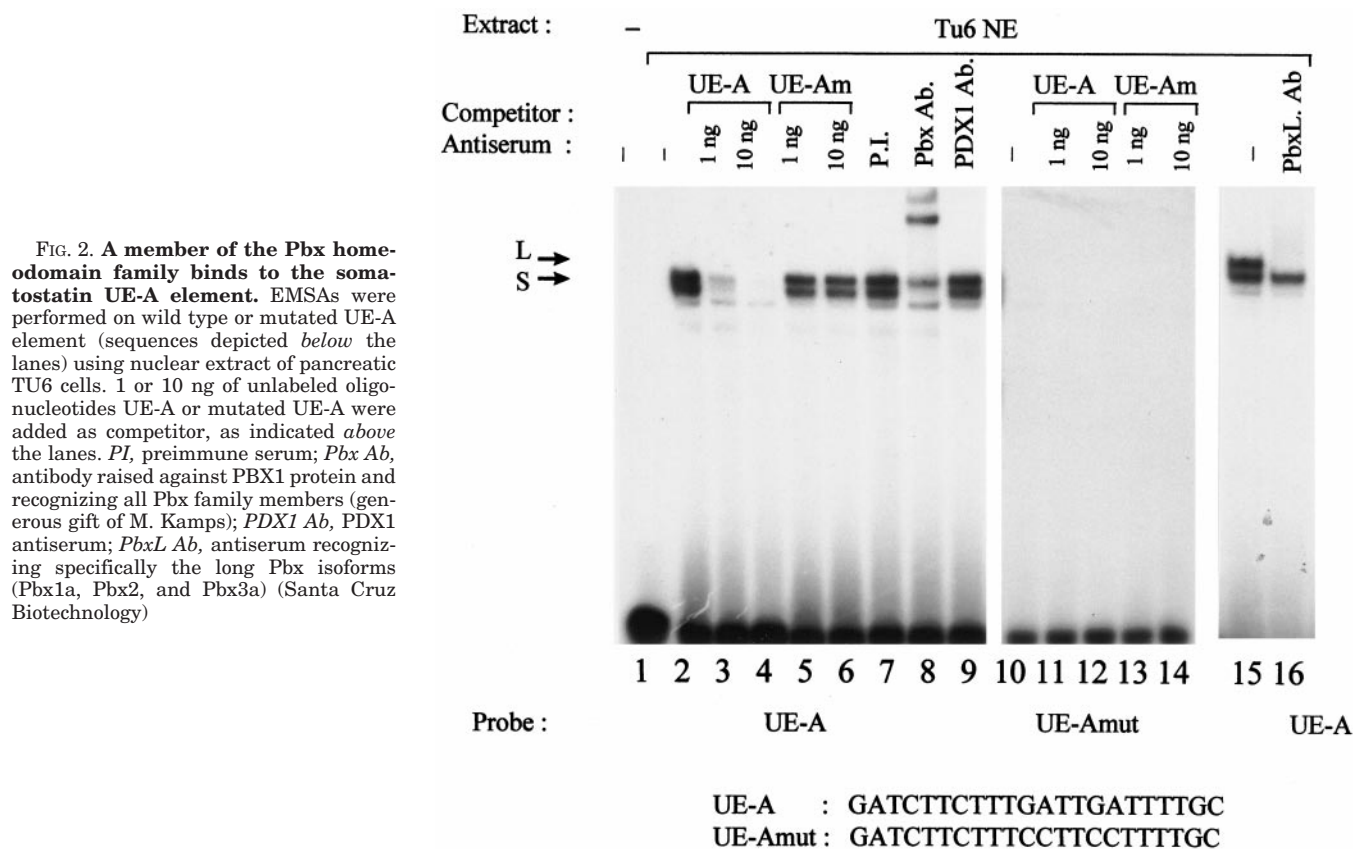 FIG. 2. A member of the Pbx home-
odomain family binds to the soma-
tostatin UE-A element. EMSAs were
performed on wild type or mutated UE-A
element (sequences depicted below the
lanes) using nuclear extract of pancreatic
TU6 cells. 1 or 10 ng of unlabeled oligo-
nucleotides UE-A or mutated UE-A were
added as competitor, as indicated above
the lanes. PI, preimmune serum; Pbx Ab,
antibody raised against PBX1 protein and
recognizing all Pbx family members (gen-
erous gift of M. Kamps); PDX1 Ab, PDX1
antiserum; PbxL Ab, antiserum recogniz-
ing specifically the long Pbx isoforms
(Pbx1a, Pbx2, and Pbx3a) (Santa Cruz
Biotechnology)
Extract : – Tu6 NE
UE-A UE-Am UE-A UE-Am
Competitor :
Antiserum : – – 1 ng 10 ng 1 ng 10 ng P.I. Pbx Ab. PDX1 Ab. – 1 ng 10 ng 1 ng 10 ng – PbxL. Ab
L
S
1 2 3 4 5 6 7 8 9 10 11 12 13 14 15 16
Probe : UE-A UE-Amut UE-A
UE-A : GATCTTCTTTGATTGATTTTGC
UE-Amut : GATCTTCTTTCCTTCCTTTTGC